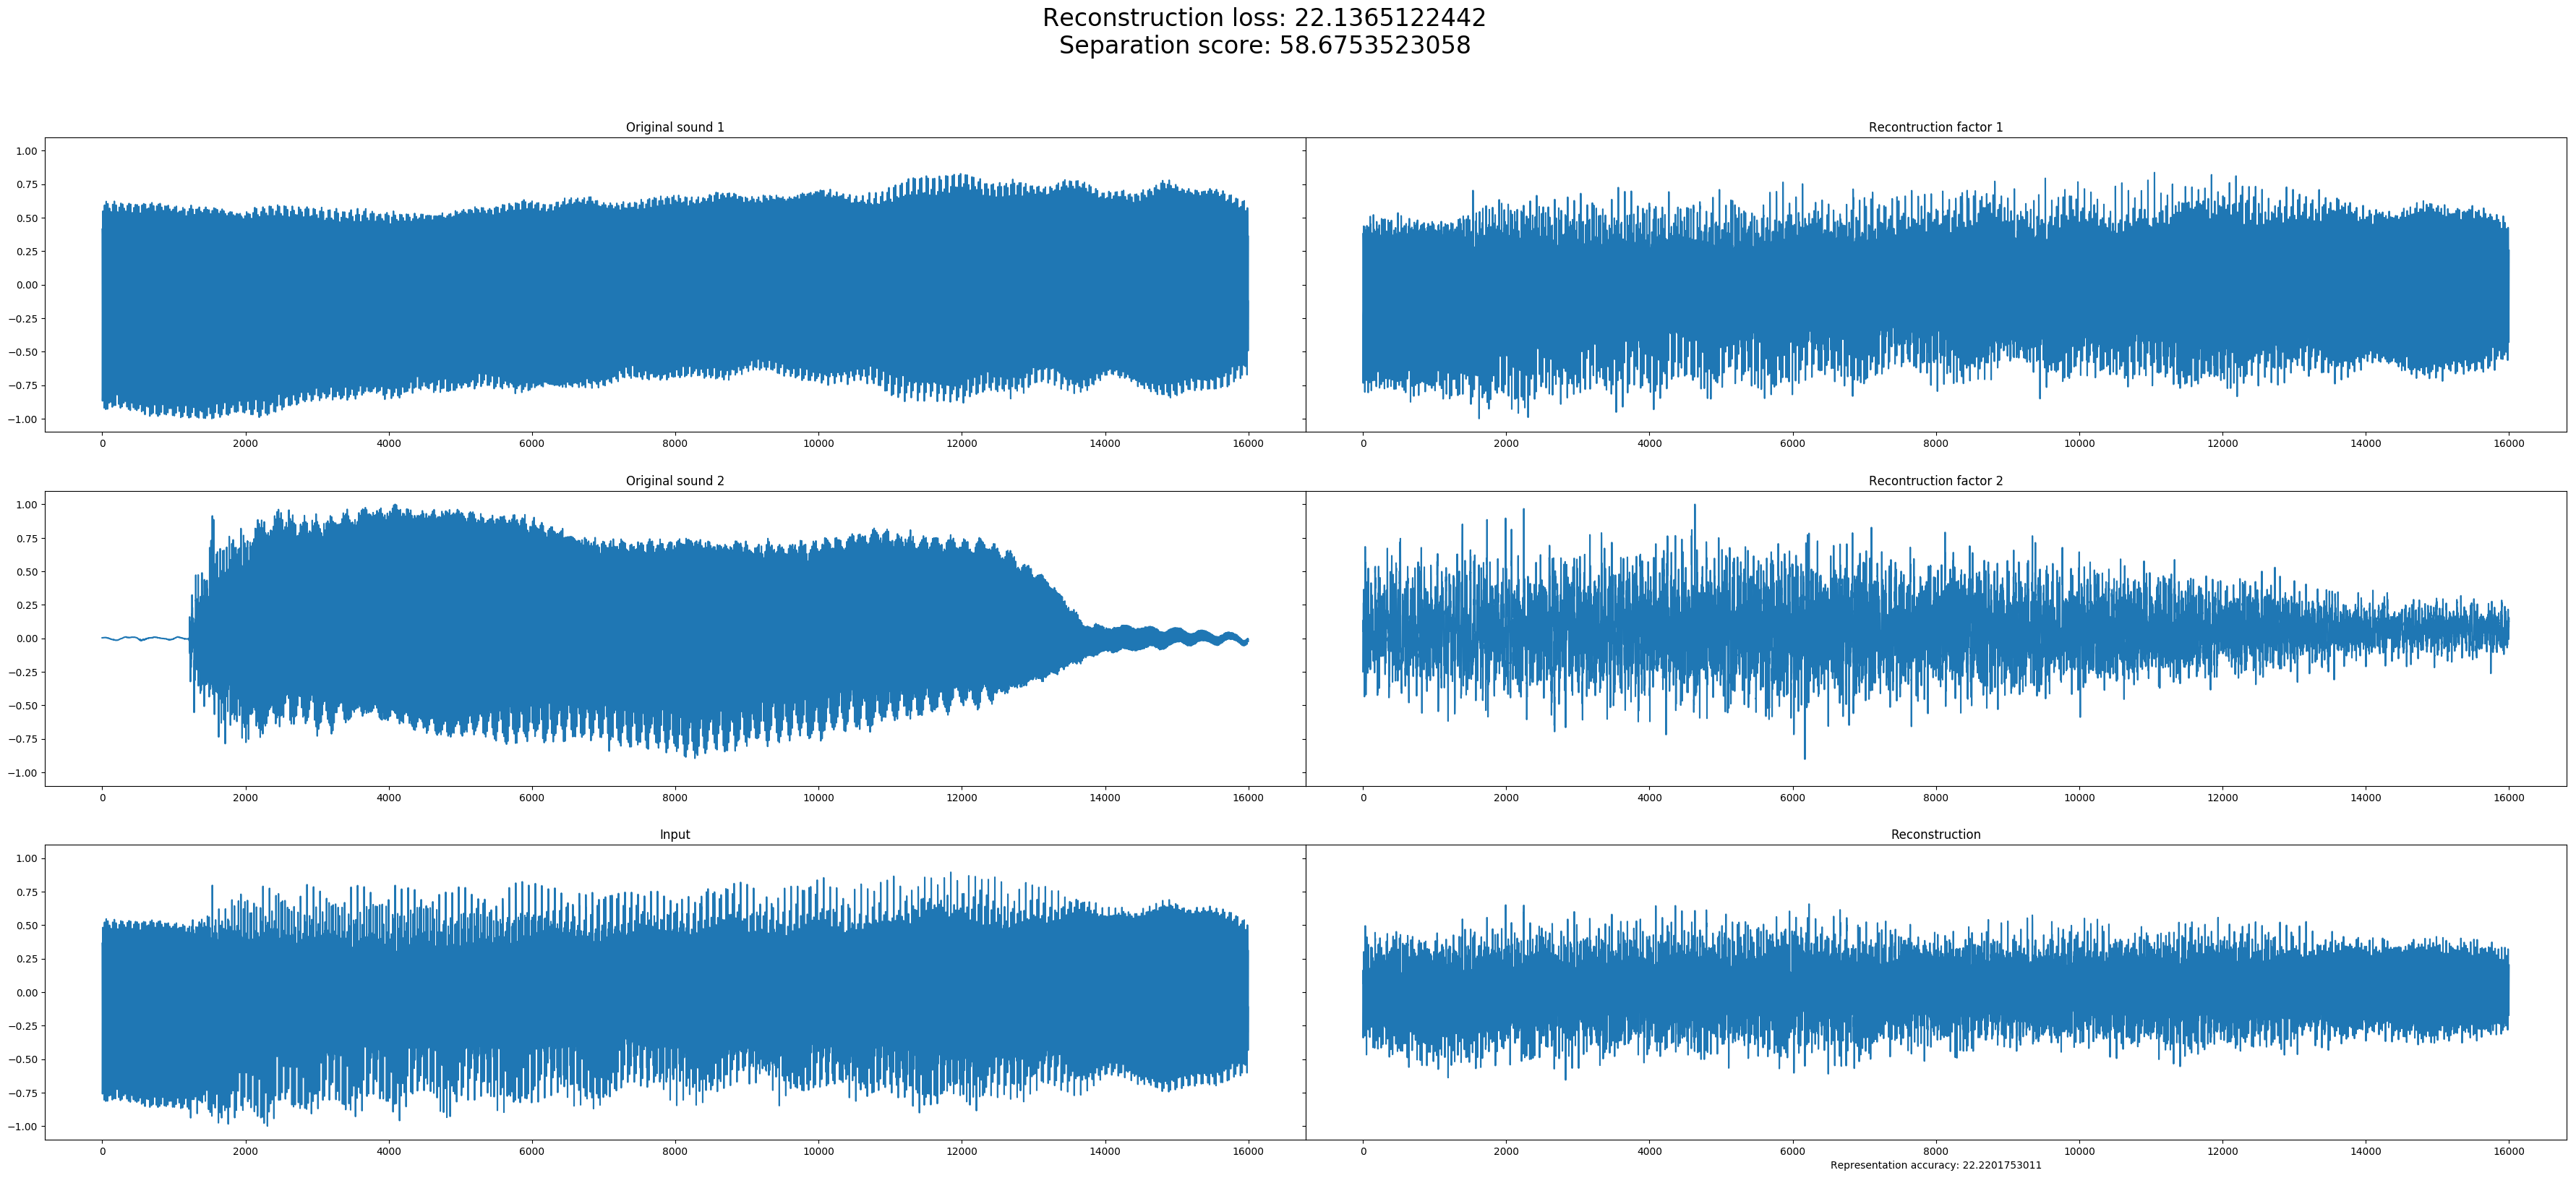 Reconstruction loss: 22.1365122442
Separation score: 58.6753523058
Original sound 1
Recontruction factor 1
1.00
0.75
0.50
0.25
0.00
−0.25
−0.50
−0.75
−1.00
0 2000 4000 6000 8000 10000 12000 14000 16000
0 2000 4000 6000 8000 10000 12000 14000 16000
Original sound 2
Recontruction factor 2
1.00
0.75
0.50
0.25
0.00
−0.25
−0.50
−0.75
−1.00
0 2000 4000 6000 8000 10000 12000 14000 16000
0 2000 4000 6000 8000 10000 12000 14000 16000
Input
Reconstruction
1.00
0.75
0.50
0.25
0.00
−0.25
−0.50
−0.75
−1.00
0 2000 4000 6000 8000 10000 12000 14000 16000
0 2000 4000 6000 8000 10000 12000 14000 16000
Representation accuracy: 22.2201753011